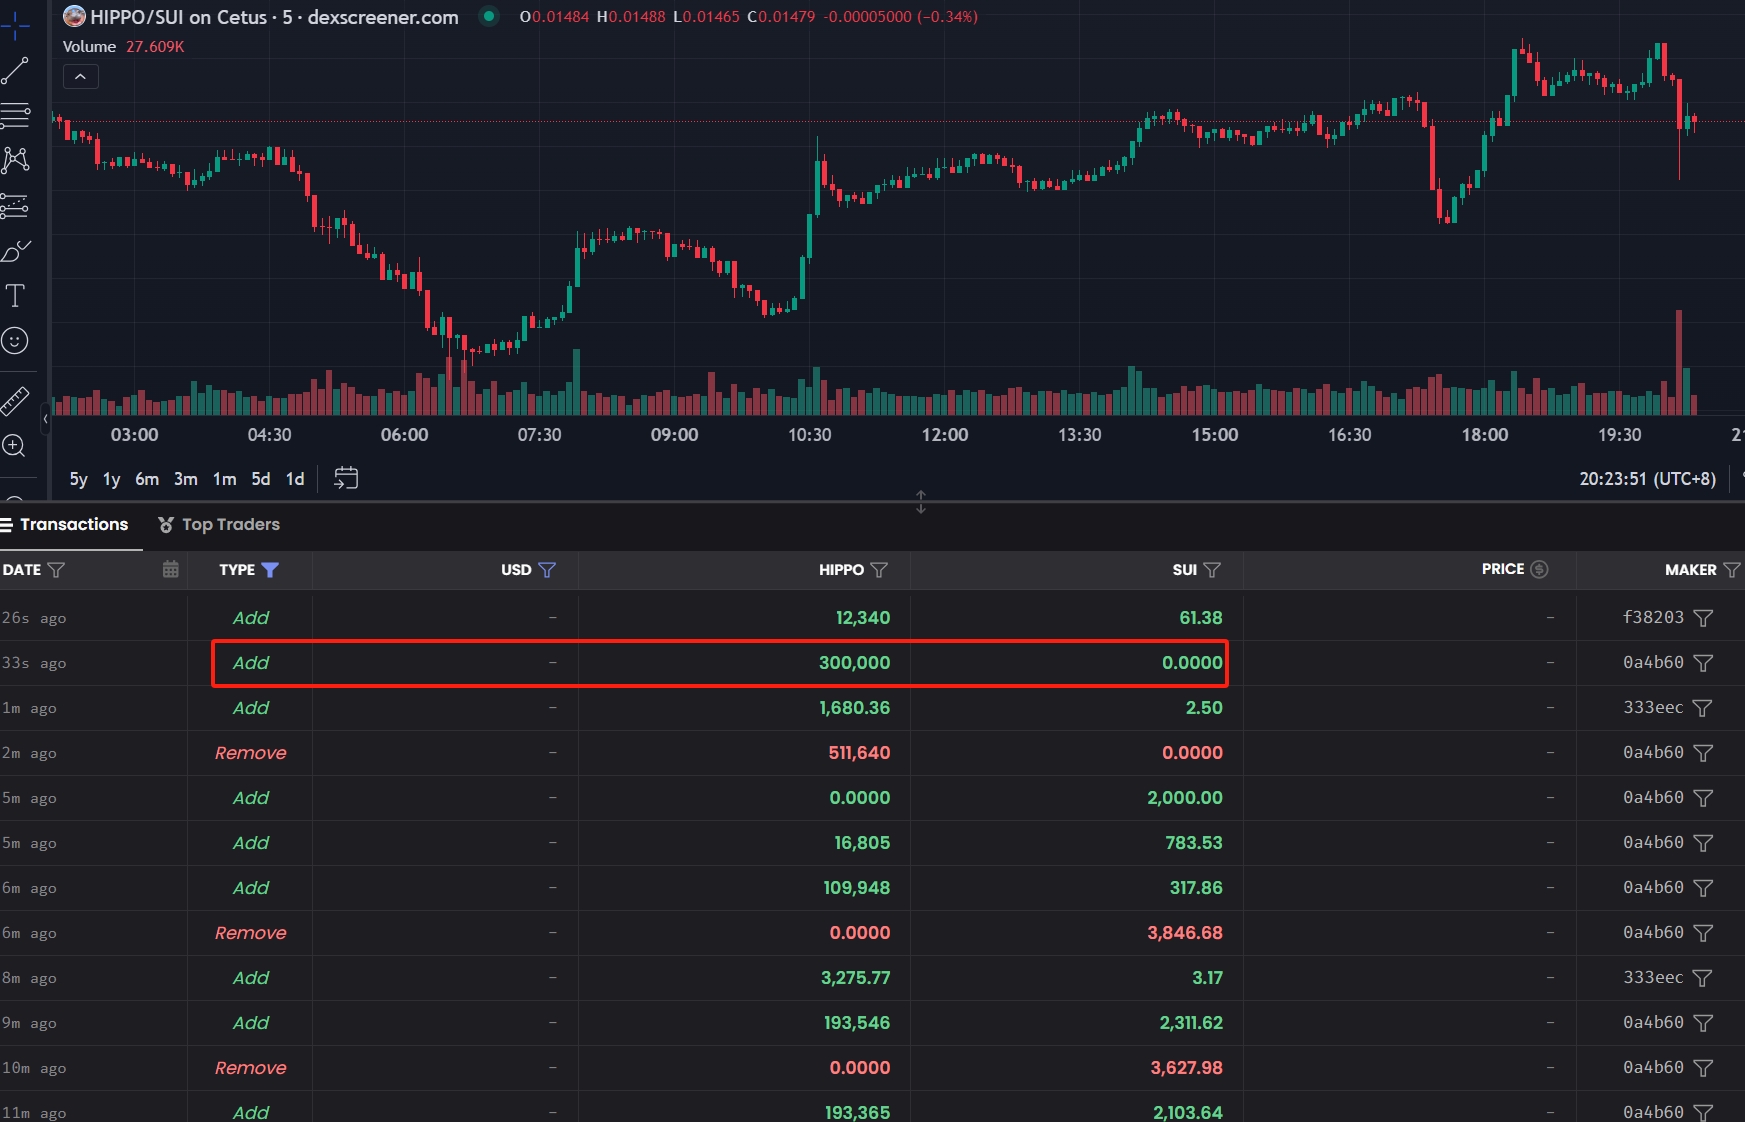 HIPPO/SUI on Cetus · 5 · dexscreener.com O0.01484 H0.01488 L0.01465 C0.01479 -0.00005000 (-0.34%)
Volume 27.609K
03:00 04:30 06:00 07:30 09:00 10:30 12:00 13:30 15:00 16:30 18:00 19:30
5y 1y 6m 3m 1m 5d 1d 20:23:51 (UTC+8)
Transactions Top Traders
DATE TYPE USD HIPPO SUI PRICE MAKER
26s ago Add – 12,340 61.38 – f38203
33s ago Add – 300,000 0.0000 – 0a4b60
1m ago Add – 1,680.36 2.50 – 333eec
2m ago Remove – 511,640 0.0000 – 0a4b60
5m ago Add – 0.0000 2,000.00 – 0a4b60
5m ago Add – 16,805 783.53 – 0a4b60
6m ago Add – 109,948 317.86 – 0a4b60
6m ago Remove – 0.0000 3,846.68 – 0a4b60
8m ago Add – 3,275.77 3.17 – 333eec
9m ago Add – 193,546 2,311.62 – 0a4b60
10m ago Remove – 0.0000 3,627.98 – 0a4b60
11m ago Add – 193,365 2,103.64 – 0a4b60